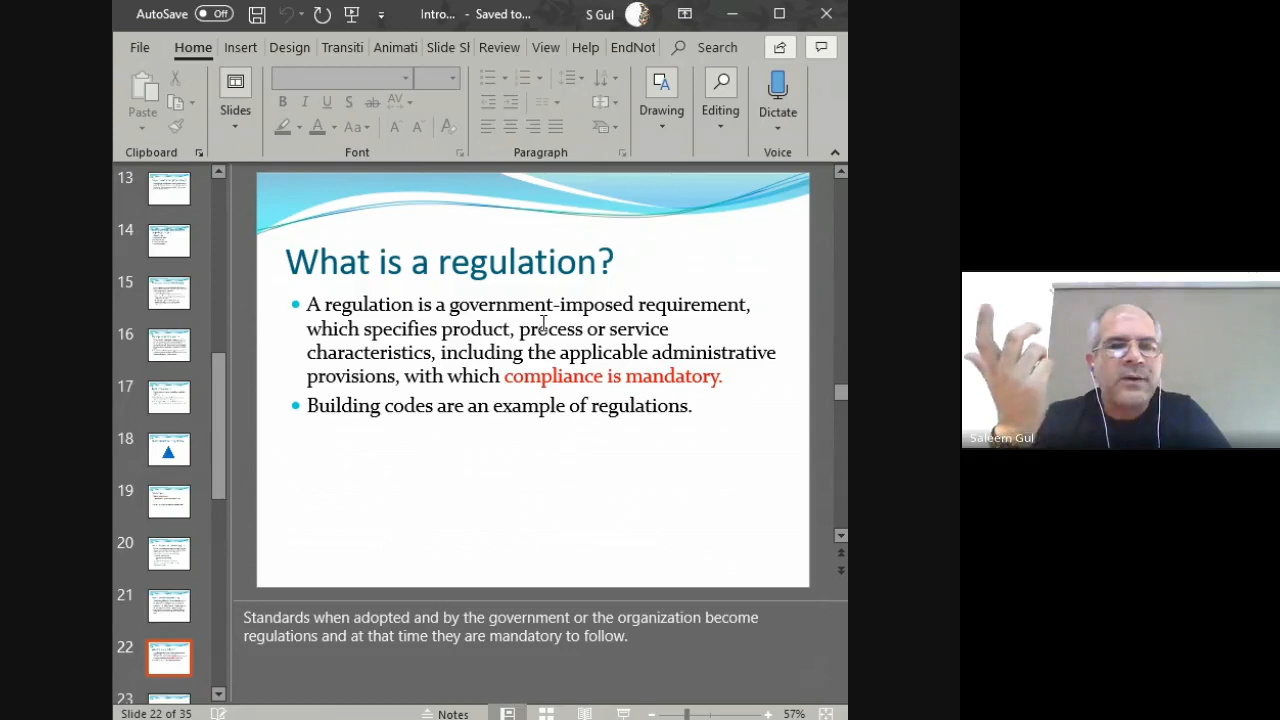 AutoSave Off Intro... - Saved to... S Gul
File Home Insert Design Transiti Animati Slide Sh Review View Help EndNot Search
Paste
Slides
B I U S ab AV
A Aa A A A
Drawing
Editing
Dictate
Clipboard Font Paragraph Voice
13
14
15
16
17
18
19
20
21
22
23
What is a regulation?
A regulation is a government-imposed requirement,
which specifies product, process or service
characteristics, including the applicable administrative
provisions, with which compliance is mandatory.
Building codes are an example of regulations.
Standards when adopted and by the government or the organization become
regulations and at that time they are mandatory to follow.
Slide 22 of 35 Notes 57%
Saleem Gul